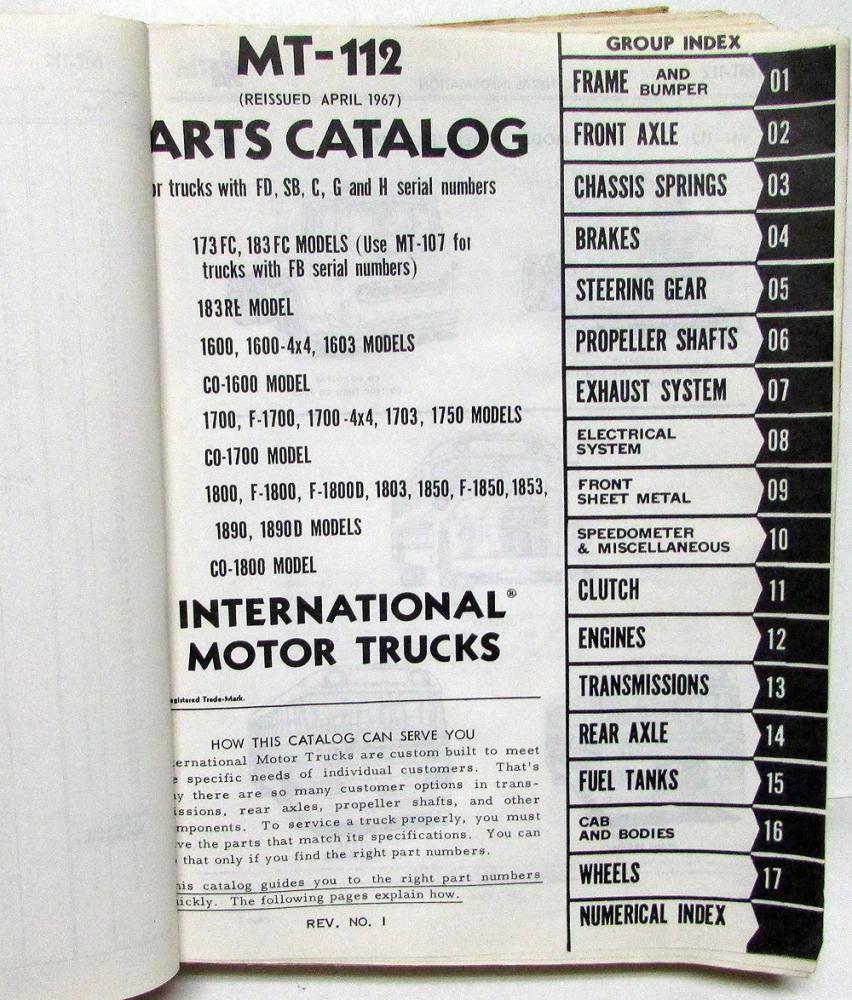 MT-112
(REISSUED APRIL 1967)
ARTS CATALOG
or trucks with FD, SB, C, G and H serial numbers
173 FC, 183 FC MODELS (Use MT-107 for
trucks with FB serial numbers)
183 RE MODEL
1600, 1600-4x4, 1603 MODELS
CO-1600 MODEL
1700, F-1700, 1700-4x4, 1703, 1750 MODELS
CO-1700 MODEL
1800, F-1800, F-1800D, 1803, 1850, F-1850, 1853,
1890, 1890D MODELS
CO-1800 MODEL
INTERNATIONAL®
MOTOR TRUCKS
egistered Trade-Mark.
HOW THIS CATALOG CAN SERVE YOU
ernational Motor Trucks are custom built to meet
e specific needs of individual customers. That's
y there are so many customer options in trans-
issions, rear axles, propeller shafts, and other
mponents. To service a truck properly, you must
ve the parts that match its specifications. You can
that only if you find the right part numbers.
his catalog guides you to the right part numbers
uickly. The following pages explain how.
REV. NO. 1
GROUP INDEX
FRAME AND BUMPER 01
FRONT AXLE 02
CHASSIS SPRINGS 03
BRAKES 04
STEERING GEAR 05
PROPELLER SHAFTS 06
EXHAUST SYSTEM 07
ELECTRICAL
SYSTEM 08
FRONT
SHEET METAL 09
SPEEDOMETER
& MISCELLANEOUS 10
CLUTCH 11
ENGINES 12
TRANSMISSIONS 13
REAR AXLE 14
FUEL TANKS 15
CAB
AND BODIES 16
WHEELS 17
NUMERICAL INDEX